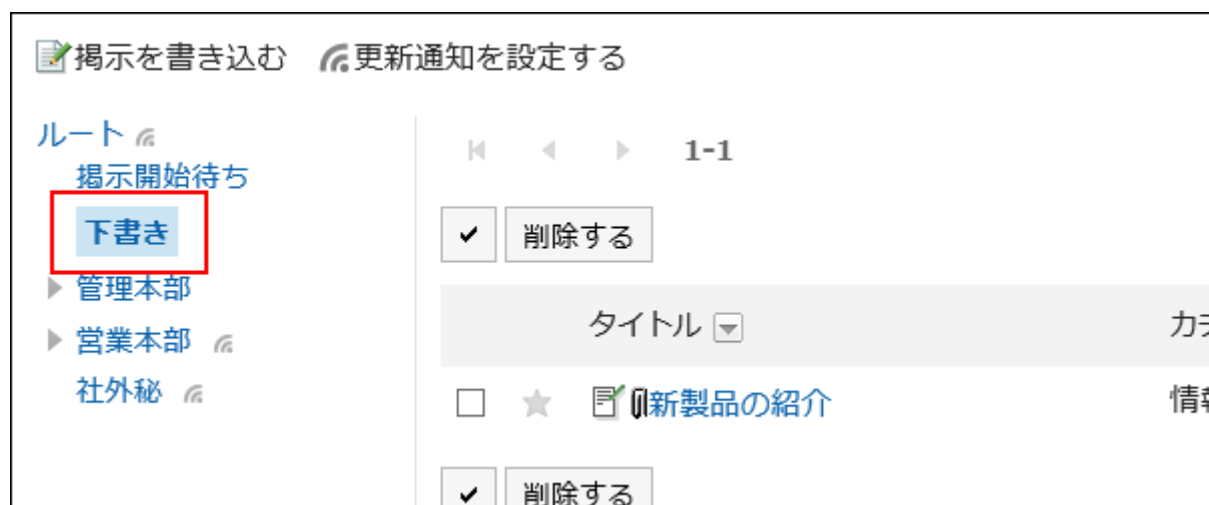 掲示を書き込む 更新通知を設定する
ルート
掲示開始待ち
下書き
管理本部
営業本部
社外秘
1-1
削除する
タイトル
新製品の紹介
削除する